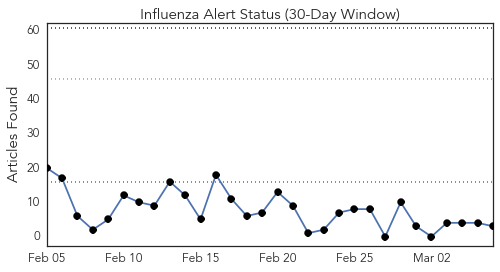 Influenza Alert Status (30-Day Window)
Articles Found
60
50
40
30
20
10
0
Feb 05
Feb 10
Feb 15
Feb 20
Feb 25
Mar 02